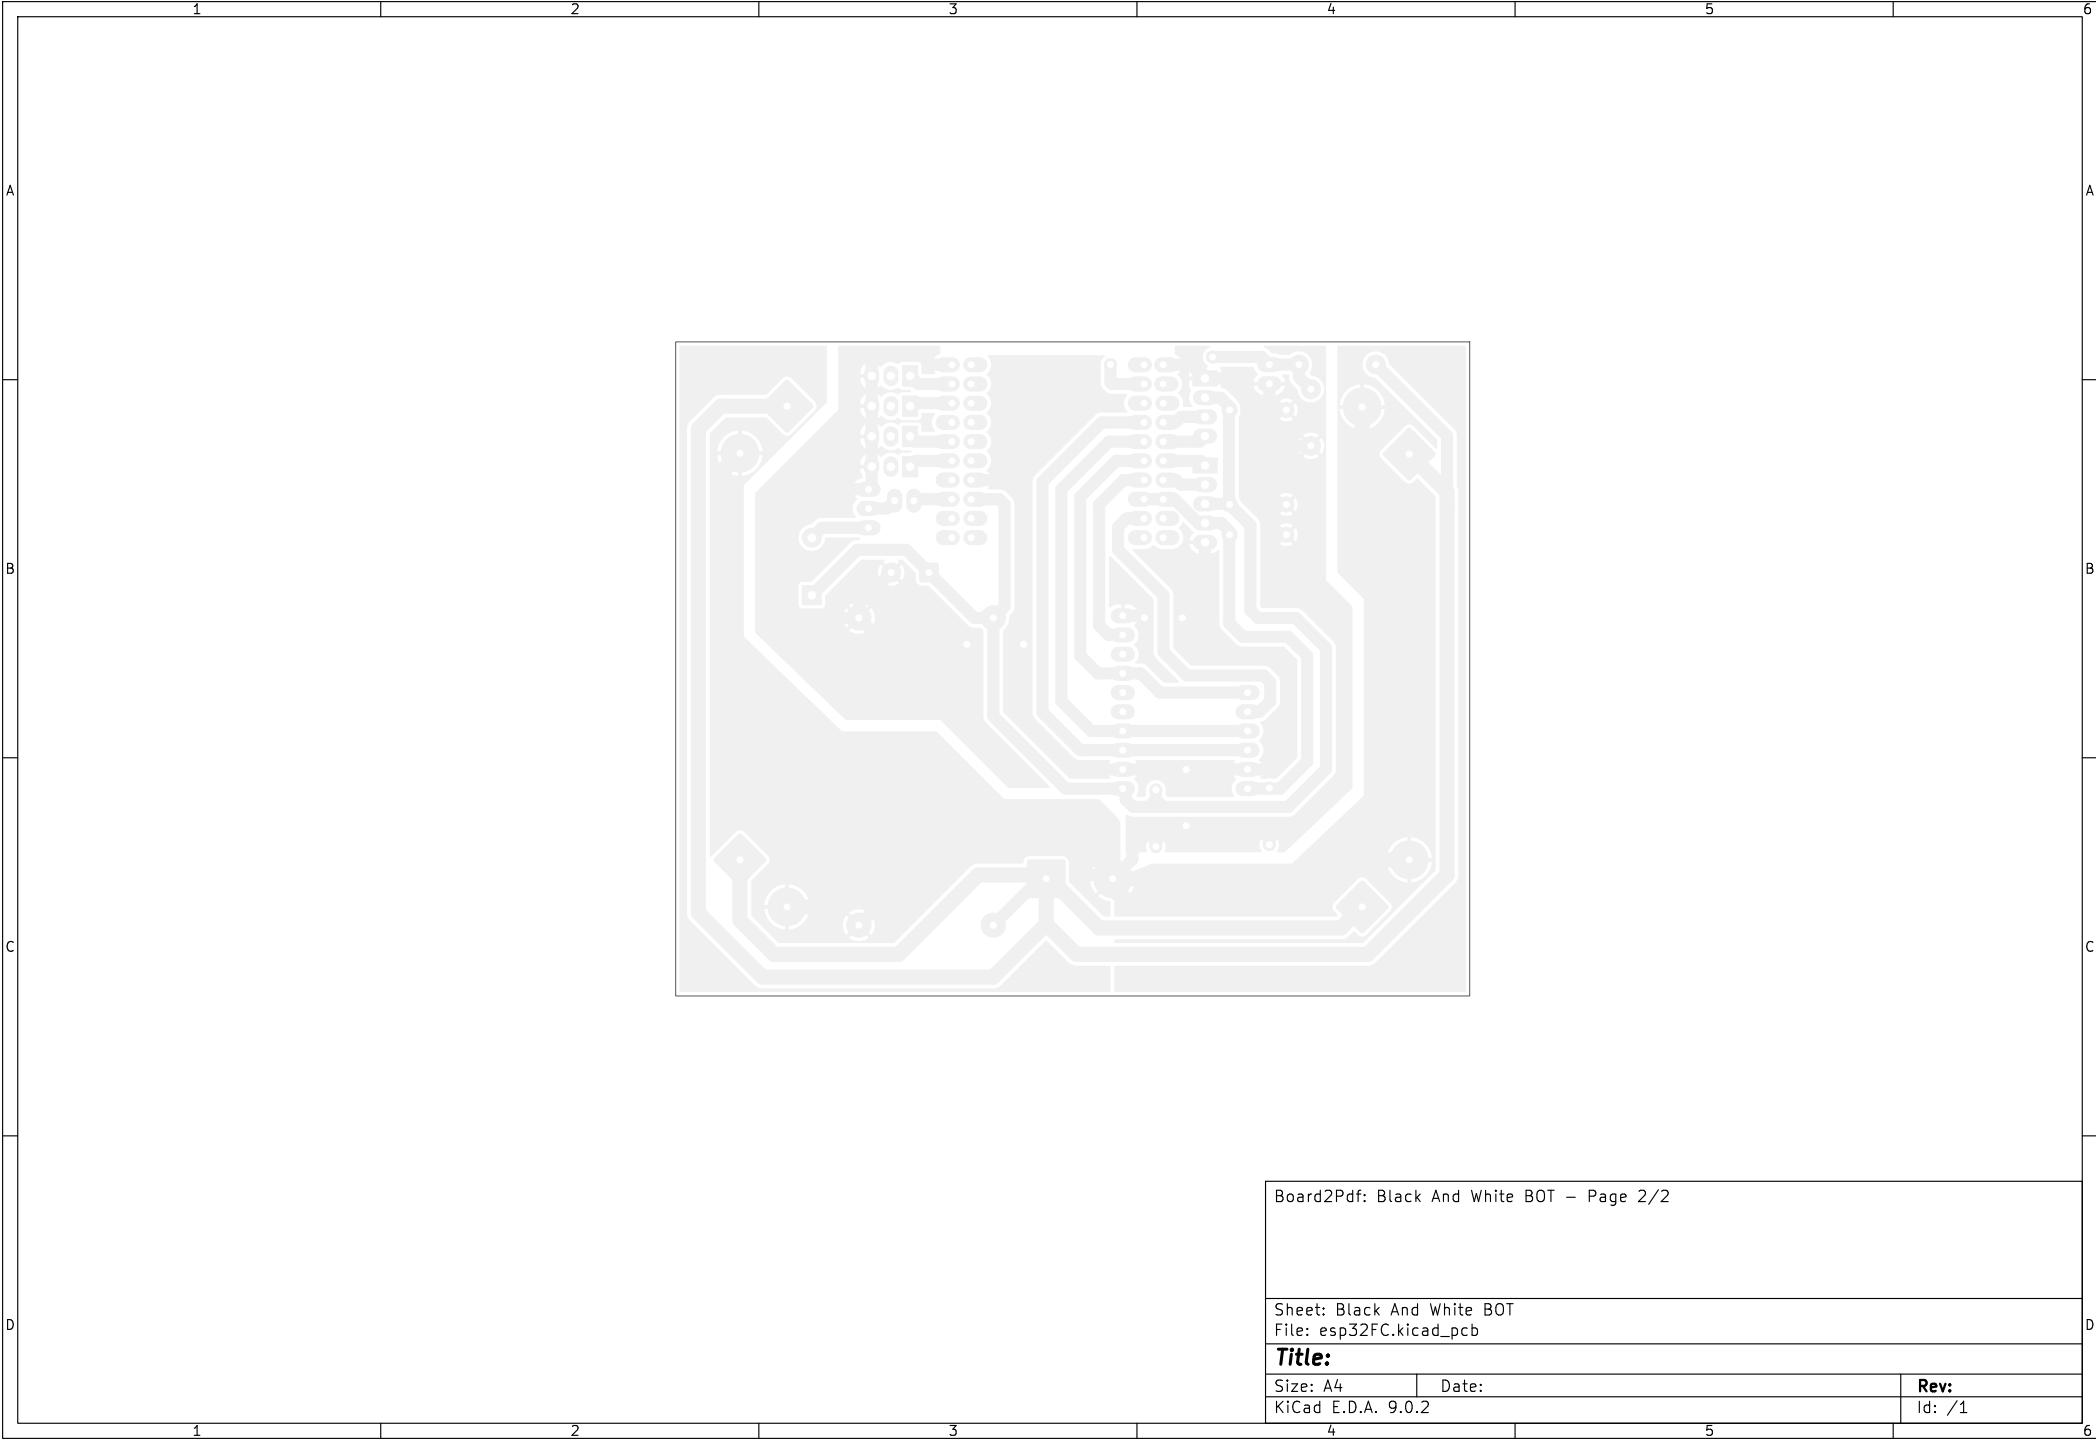 1 2 3 4 5 6
A A
B B
C C
Board2Pdf: Black And White BOT – Page 2/2
Sheet: Black And White BOT
D D
File: esp32FC.kicad_pcb
Title:
Size: A4 Date: Rev:
KiCad E.D.A. 9.0.2 Id: /1
1 2 3 4 5 6